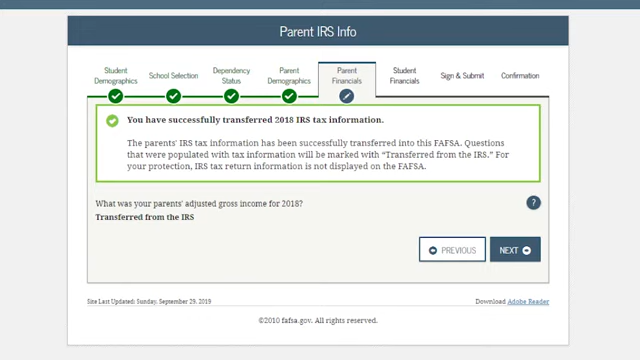 Parent IRS Info
Student Demographics
School Selection
Dependency Status
Parent Demographics
Parent Financials
Student Financials
Sign & Submit
Confirmation
You have successfully transferred 2018 IRS tax information.
The parents' IRS tax information has been successfully transferred into this FAFSA. Questions
that were populated with tax information will be marked with "Transferred from the IRS." For
your protection, IRS tax return information is not displayed on the FAFSA.
What was your parents' adjusted gross income for 2018?
?
Transferred from the IRS
PREVIOUS
NEXT
Site Last Updated: Sunday, September 29, 2019
Download Adobe Reader
©2010 fafsa.gov. All rights reserved.